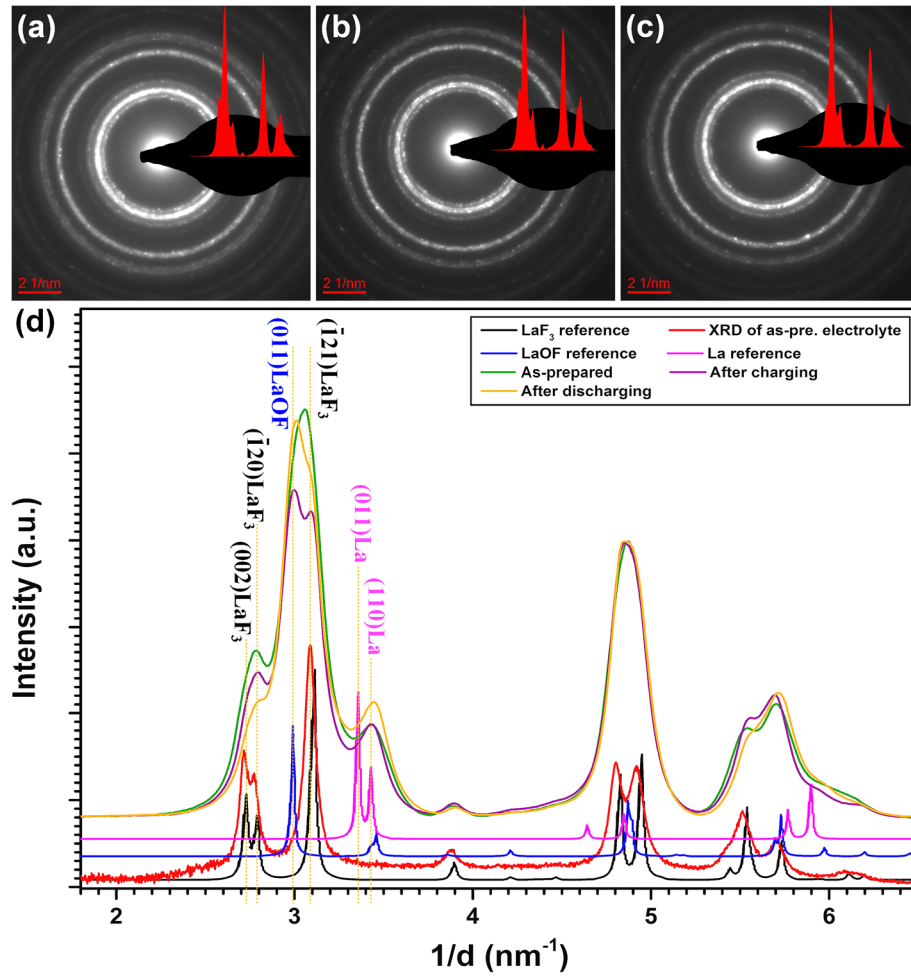 (a)
(b)
(c)
2 1/nm
2 1/nm
2 1/nm
(d)
LaF₃ reference
XRD of as-pre. electrolyte
LaOF reference
La reference
As-prepared
After charging
After discharging
(002)LaF₃
(1̄20)LaF₃
(011)LaOF
(1̄21)LaF₃
(011)La
(110)La
Intensity (a.u.)
2
3
4
5
6
1/d (nm⁻¹)